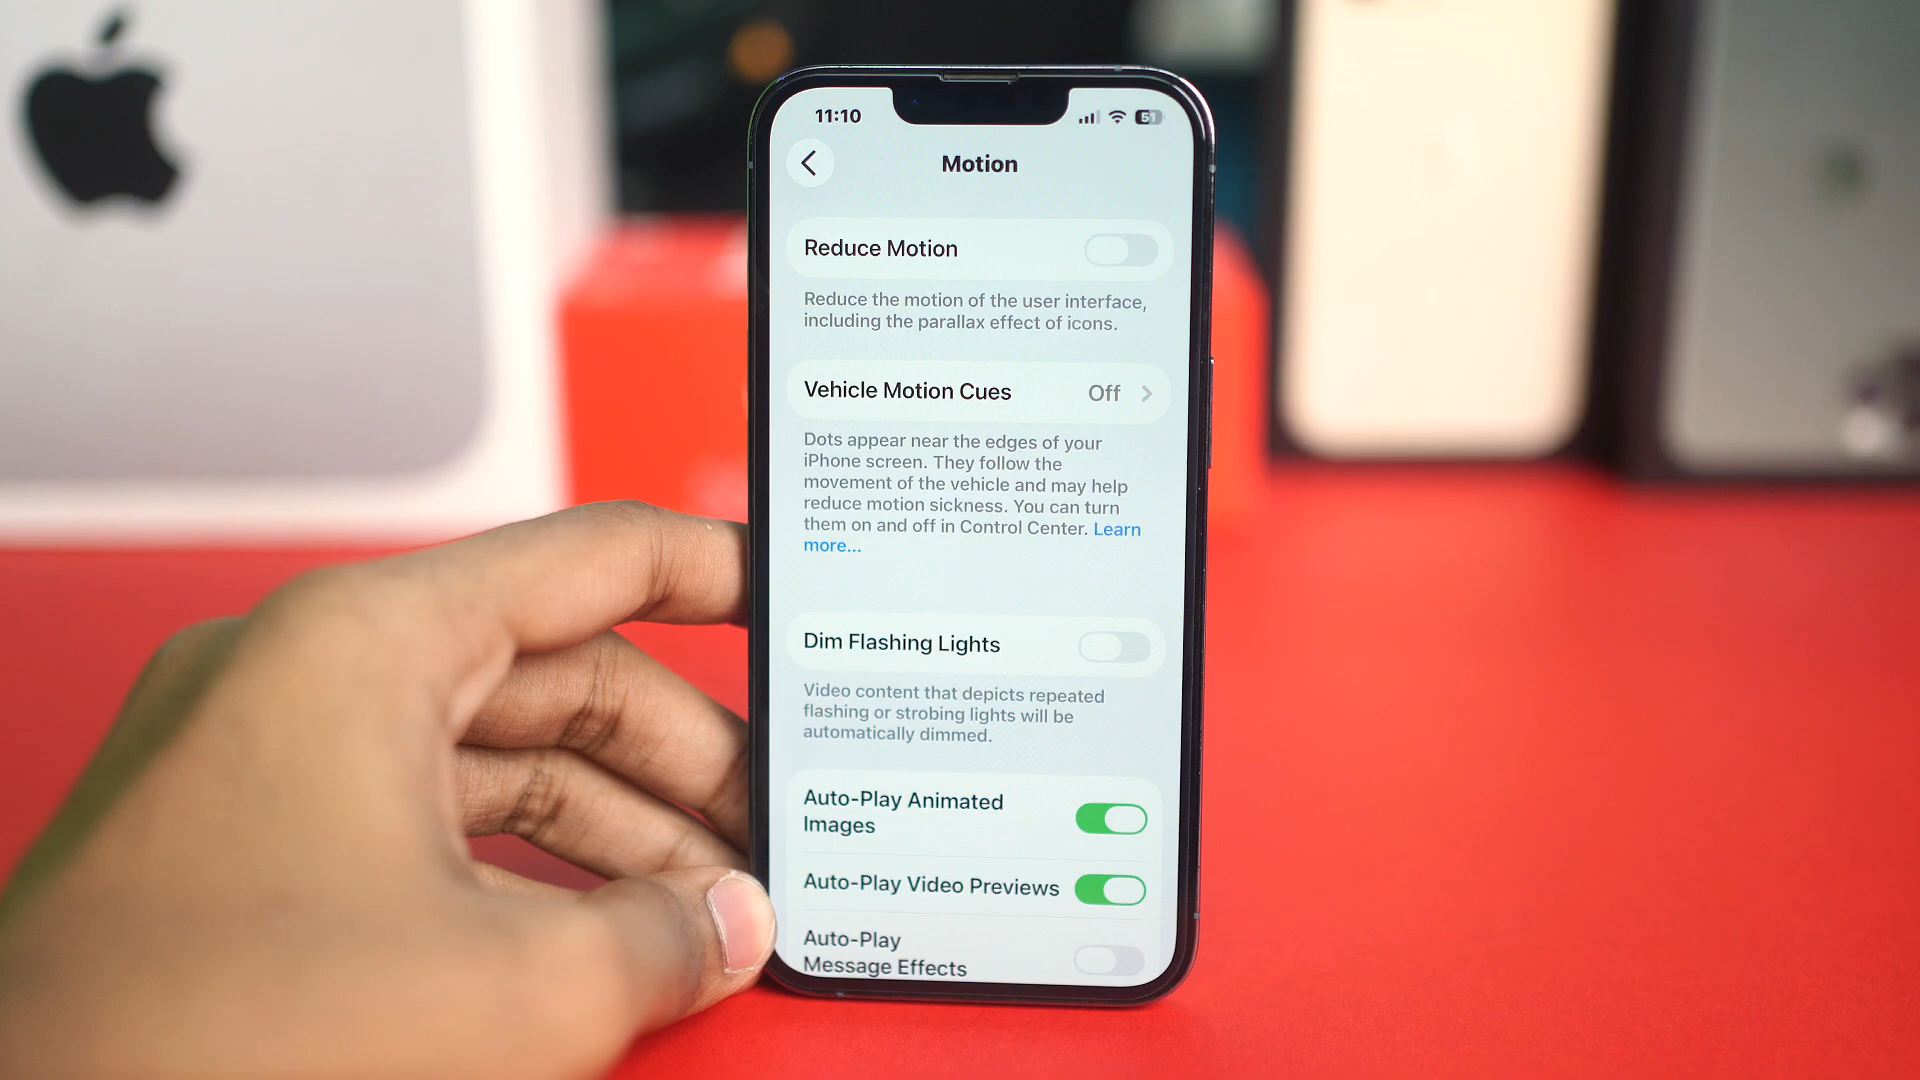 11:10
51
Motion
Reduce Motion
Reduce the motion of the user interface,
including the parallax effect of icons.
Vehicle Motion Cues Off
Dots appear near the edges of your
iPhone screen. They follow the
movement of the vehicle and may help
reduce motion sickness. You can turn
them on and off in Control Center. Learn
more...
Dim Flashing Lights
Video content that depicts repeated
flashing or strobing lights will be
automatically dimmed.
Auto-Play Animated
Images
Auto-Play Video Previews
Auto-Play
Message Effects